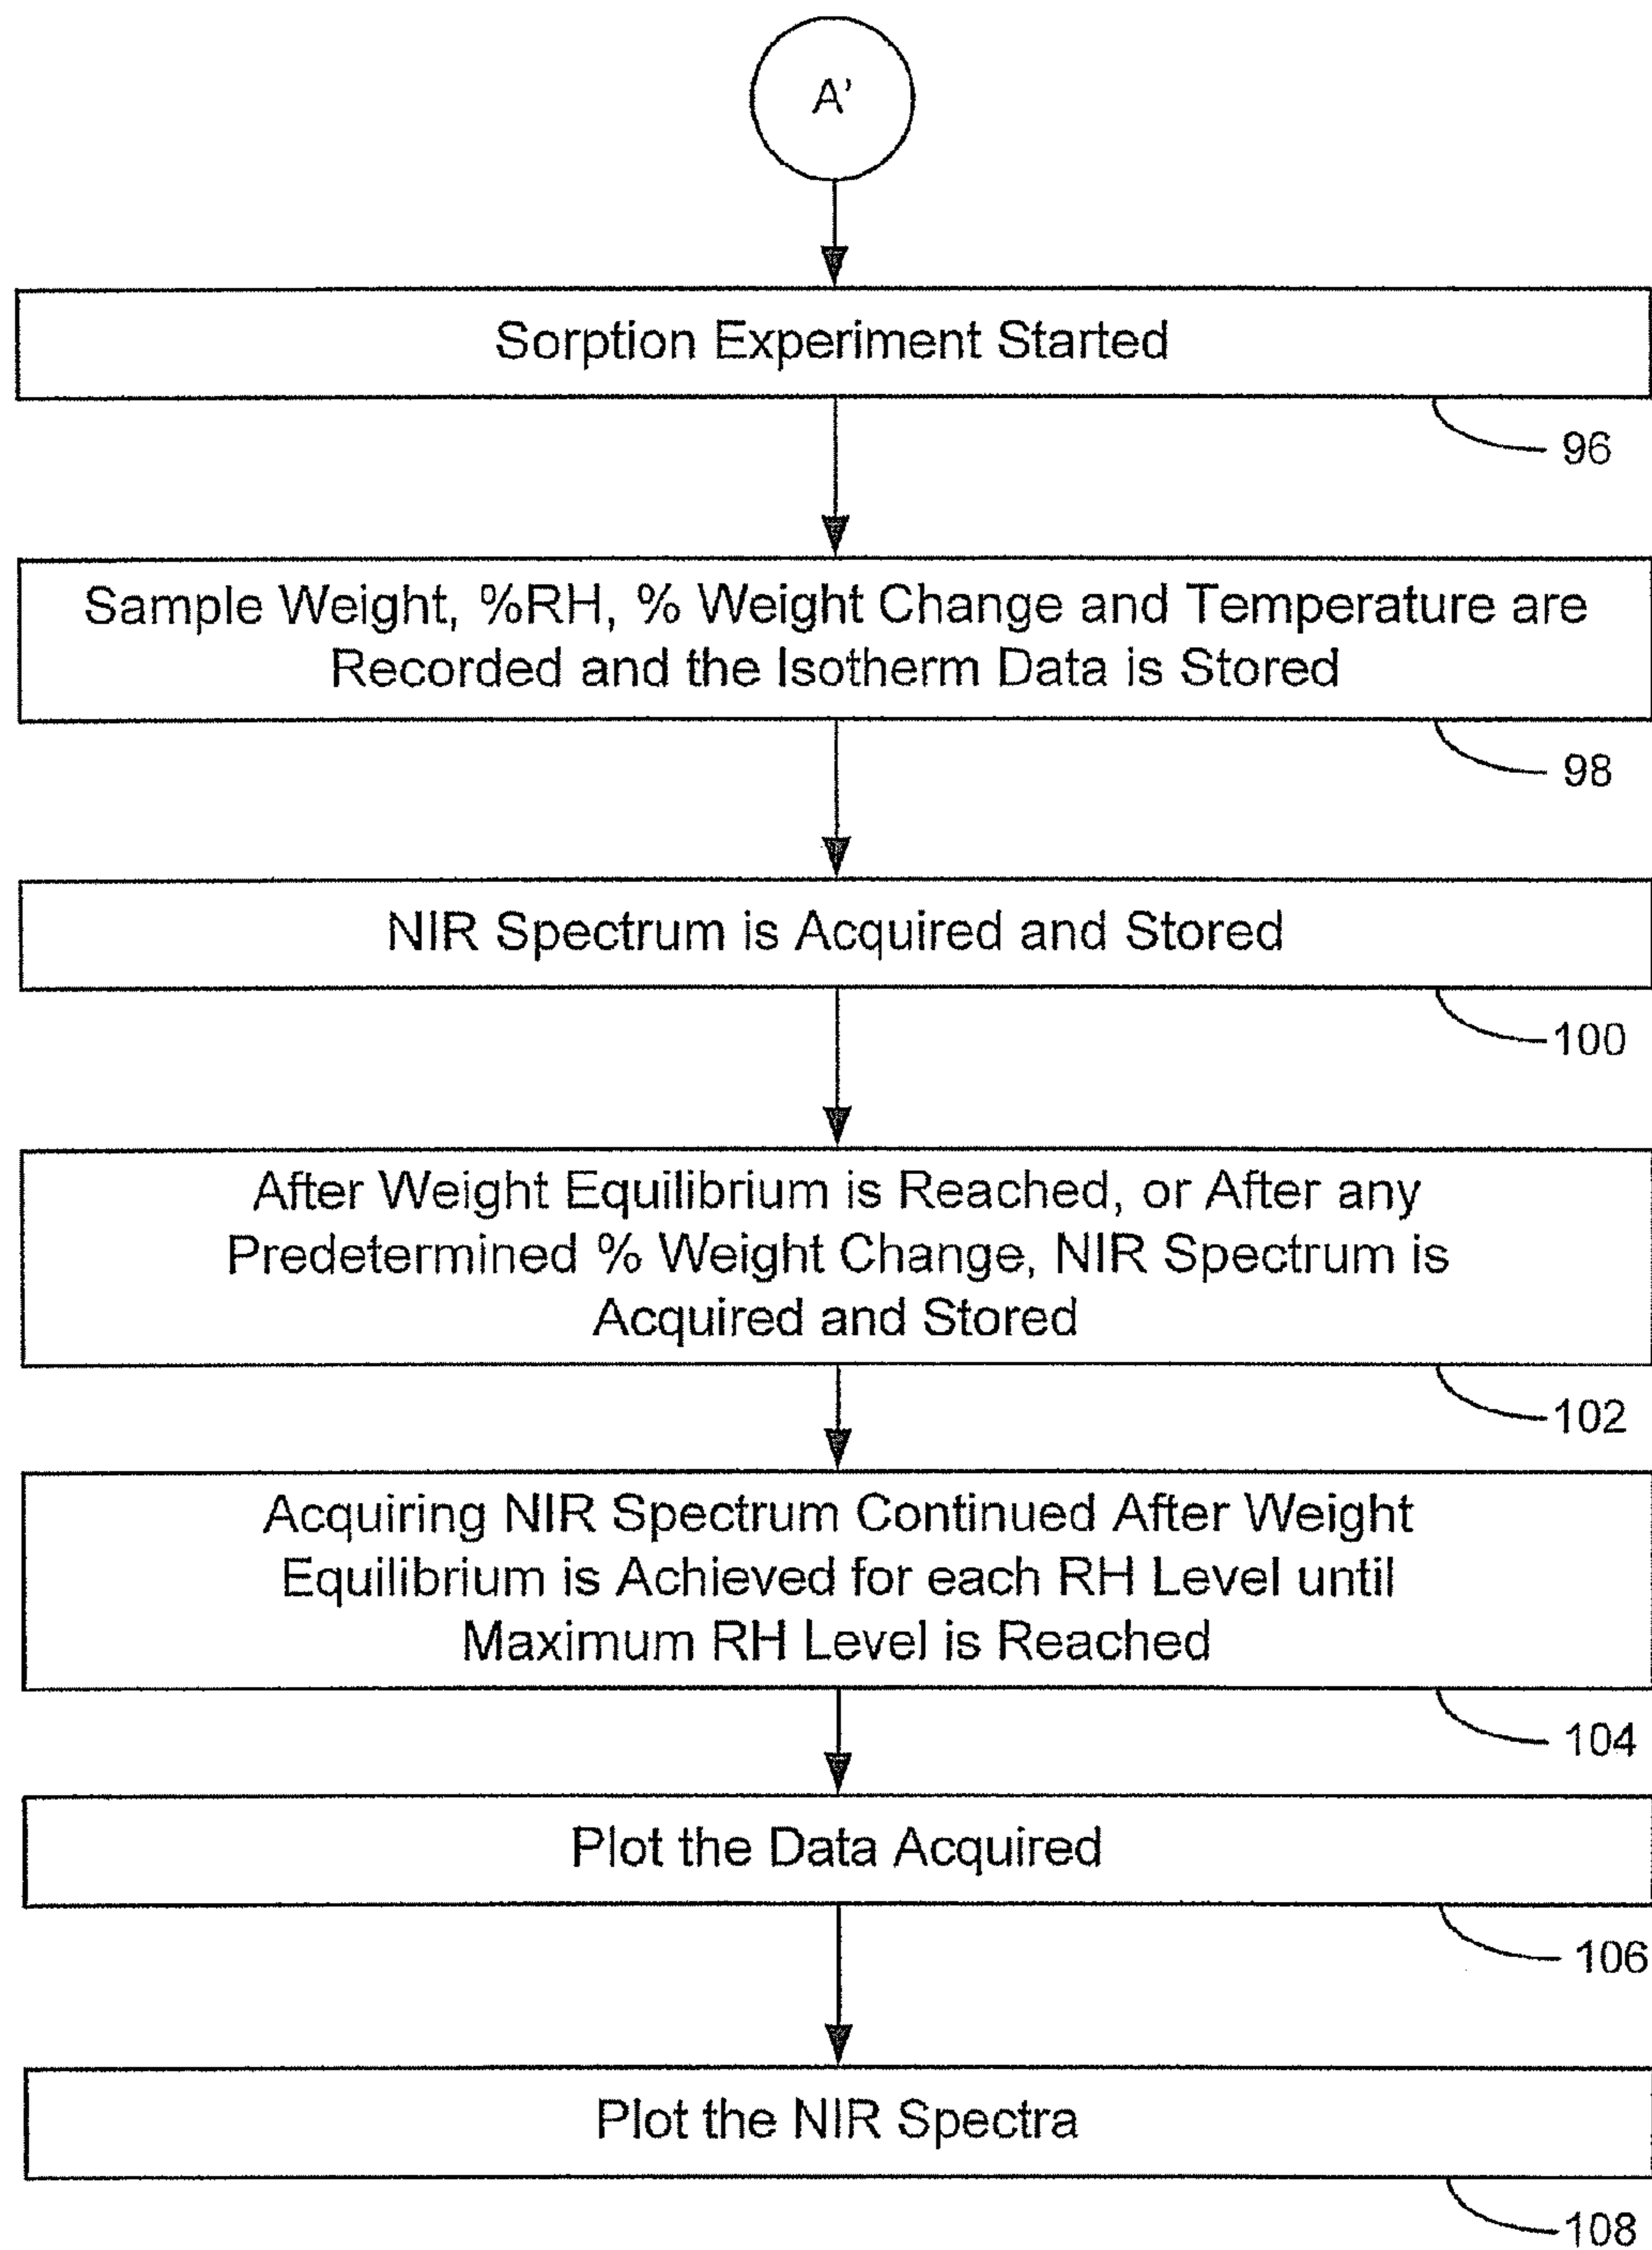 A'
Sorption Experiment Started
96
Sample Weight, %RH, % Weight Change and Temperature are
Recorded and the Isotherm Data is Stored
98
NIR Spectrum is Acquired and Stored
100
After Weight Equilibrium is Reached, or After any
Predetermined % Weight Change, NIR Spectrum is
Acquired and Stored
102
Acquiring NIR Spectrum Continued After Weight
Equilibrium is Achieved for each RH Level until
Maximum RH Level is Reached
104
Plot the Data Acquired
106
Plot the NIR Spectra
108